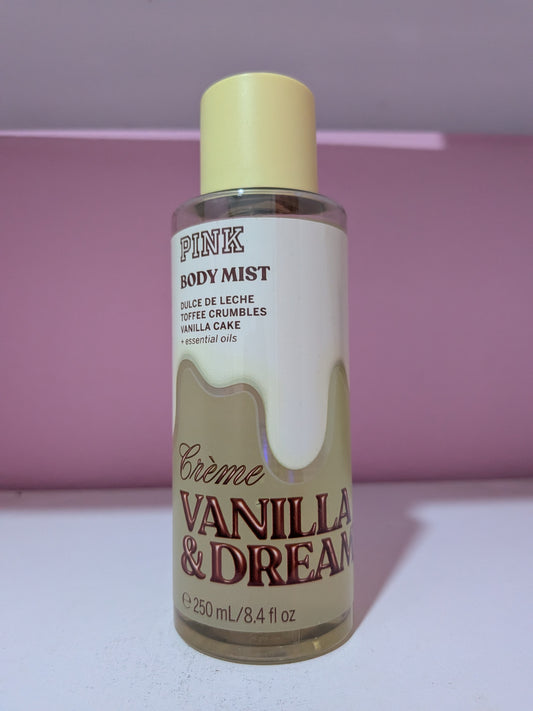 PINK
BODY MIST
DULCE DE LECHE
TOFFEE CRUMBLES
VANILLA CAKE
+ essential oils
Crème
VANILLA
& DREAM
℮ 250 mL/8.4 fl oz